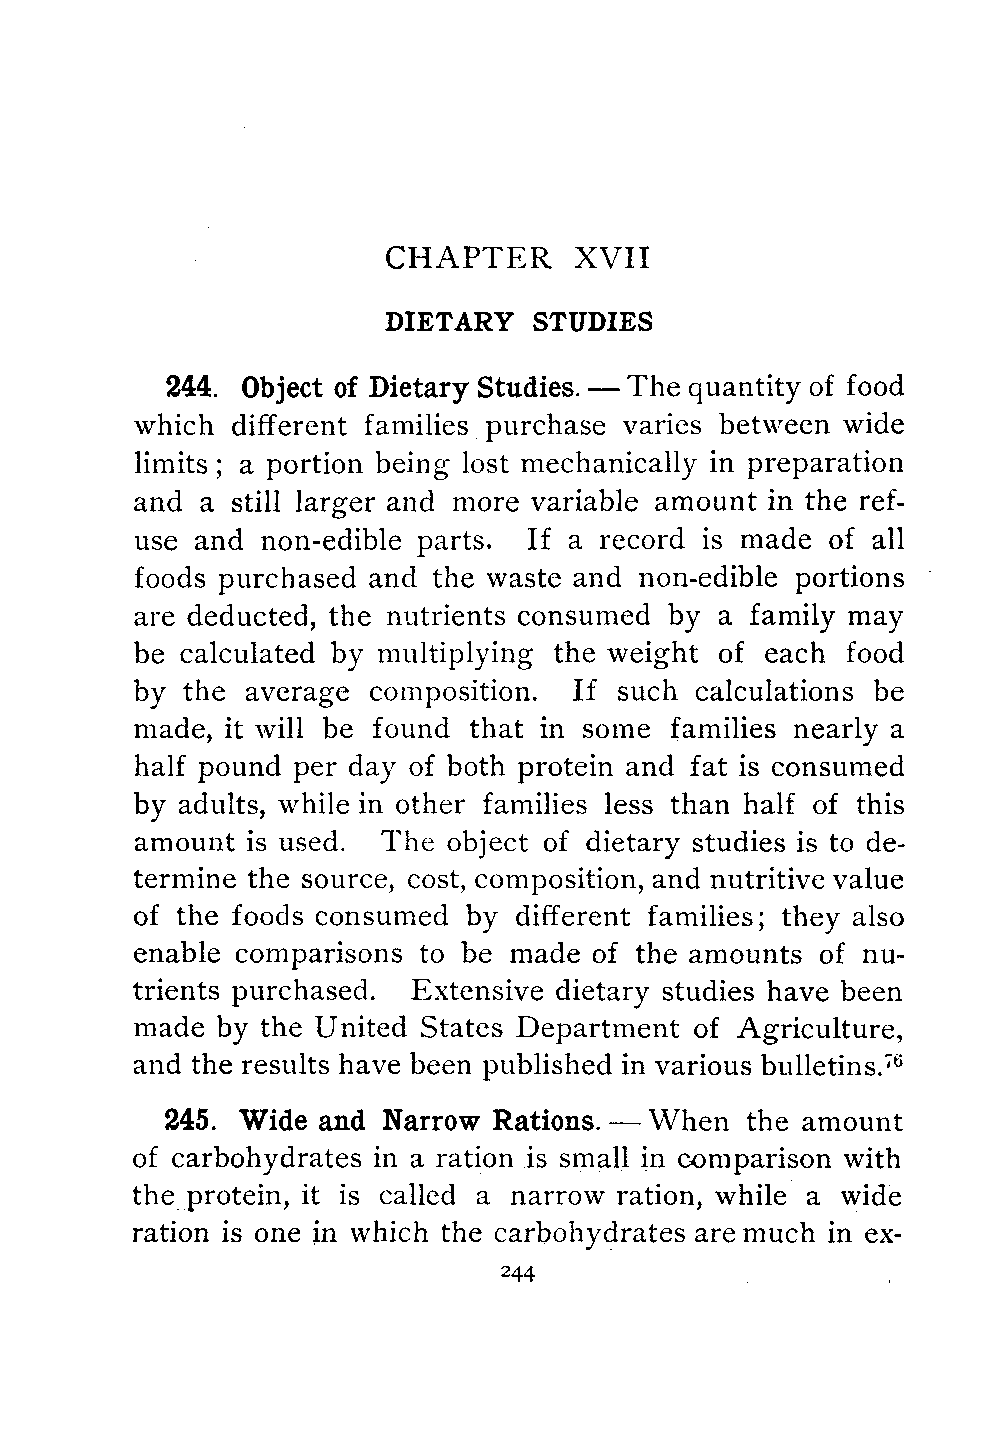 CHAPTER XVII
DIETARY STUDIES
244. Object of Dietary Studies. — The quantity of food
which different families purchase varies between wide
limits; a portion being lost mechanically in preparation
and a still larger and more variable amount in the ref-
use and non-edible parts. If a record is made of all
foods purchased and the waste and non-edible portions
are deducted, the nutrients consumed by a family may
be calculated by multiplying the weight of each food
by the average composition. If such calculations be
made, it will be found that in some families nearly a
half pound per day of both protein and fat is consumed
by adults, while in other families less than half of this
amount is used. The object of dietary studies is to de-
termine the source, cost, composition, and nutritive value
of the foods consumed by different families; they also
enable comparisons to be made of the amounts of nu-
trients purchased. Extensive dietary studies have been
made by the United States Department of Agriculture,
and the results have been published in various bulletins.⁷⁶
245. Wide and Narrow Rations. — When the amount
of carbohydrates in a ration is small in comparison with
the protein, it is called a narrow ration, while a wide
ration is one in which the carbohydrates are much in ex-
244